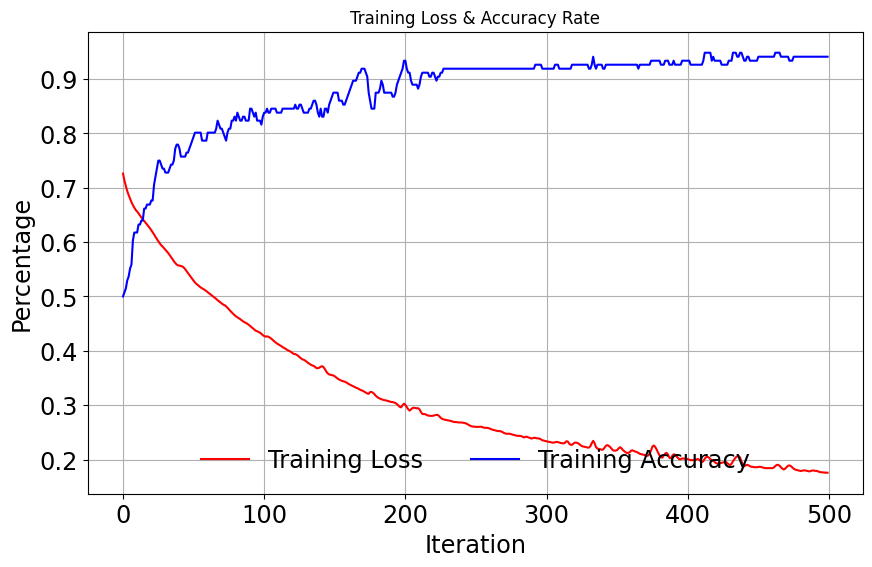 Training Loss & Accuracy Rate
0.9
0.8
0.7
0.6
0.5
0.4
0.3
0.2
Percentage
Training Loss Training Accuracy
0 100 200 300 400 500
Iteration